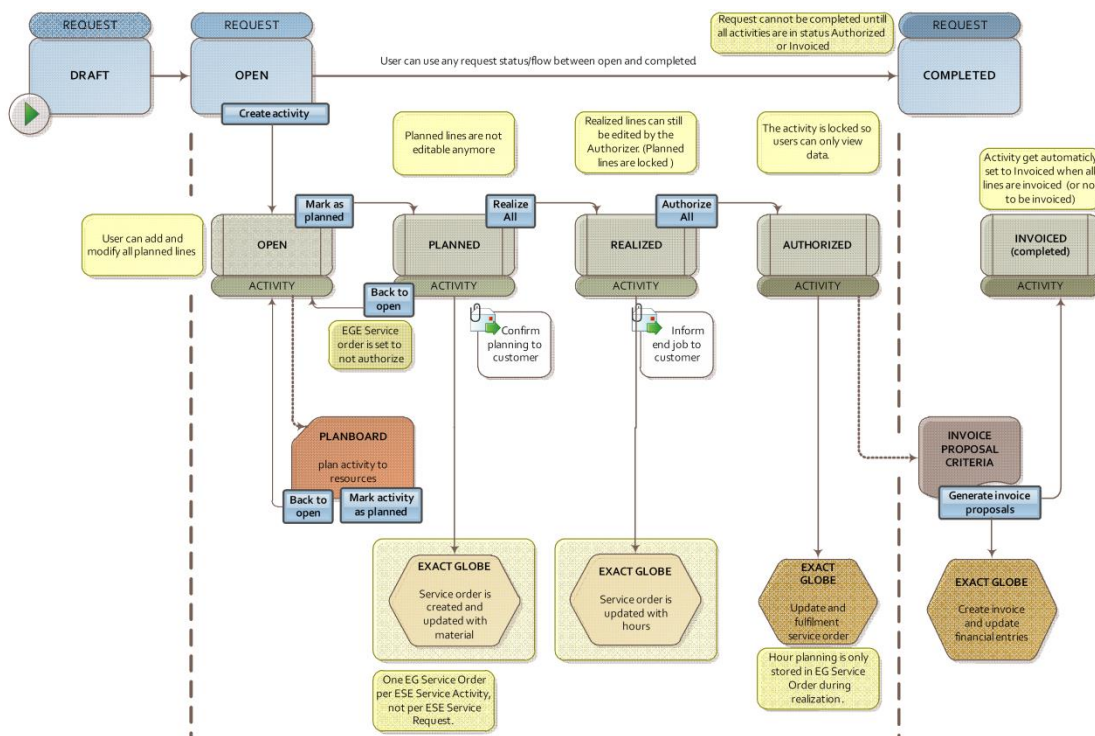 REQUEST
DRAFT
REQUEST
OPEN
Create activity
User can use any request status/flow between open and completed.
Request cannot be completed untill
all activities are in status Authorized
or Invoiced
REQUEST
COMPLETED
Planned lines are not
editable anymore
Realized lines can still
be edited by the
Authorizer. (Planned
lines are locked )
The activity is locked so
users can only view
data.
Activity get automaticly
set to Invoiced when all
lines are invoiced (or not
to be invoiced)
User can add and
modify all planned lines
OPEN
ACTIVITY
Mark as
planned
PLANNED
ACTIVITY
Realize
All
REALIZED
ACTIVITY
Authorize
All
AUTHORIZED
ACTIVITY
INVOICED
(completed)
ACTIVITY
Back to
open
EGE Service
order is set to
not authorize
Confirm
planning to
customer
Inform
end job to
customer
PLANBOARD
plan activity to
resources
Back to
open
Mark activity
as planned
INVOICE
PROPOSAL
CRITERIA
Generate invoice
proposals
EXACT GLOBE
Service order is
created and
updated with
material
EXACT GLOBE
Service order is
updated with
hours
EXACT
GLOBE
Update and
fulfilment
service order
EXACT GLOBE
Create invoice
and update
financial entries
One EG Service Order
per ESE Service Activity,
not per ESE Service
Request.
Hour planning is only
stored in EG Service
Order during
realization .